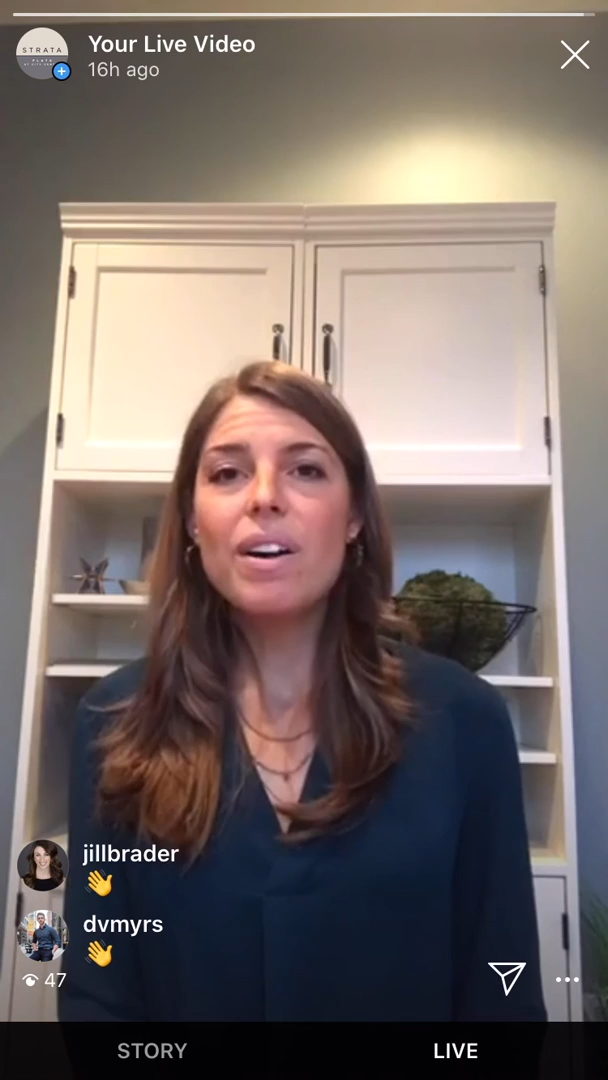 STRATA
Your Live Video
16h ago
jillbrader
👋
dvmyrs
👋
47
STORY
LIVE